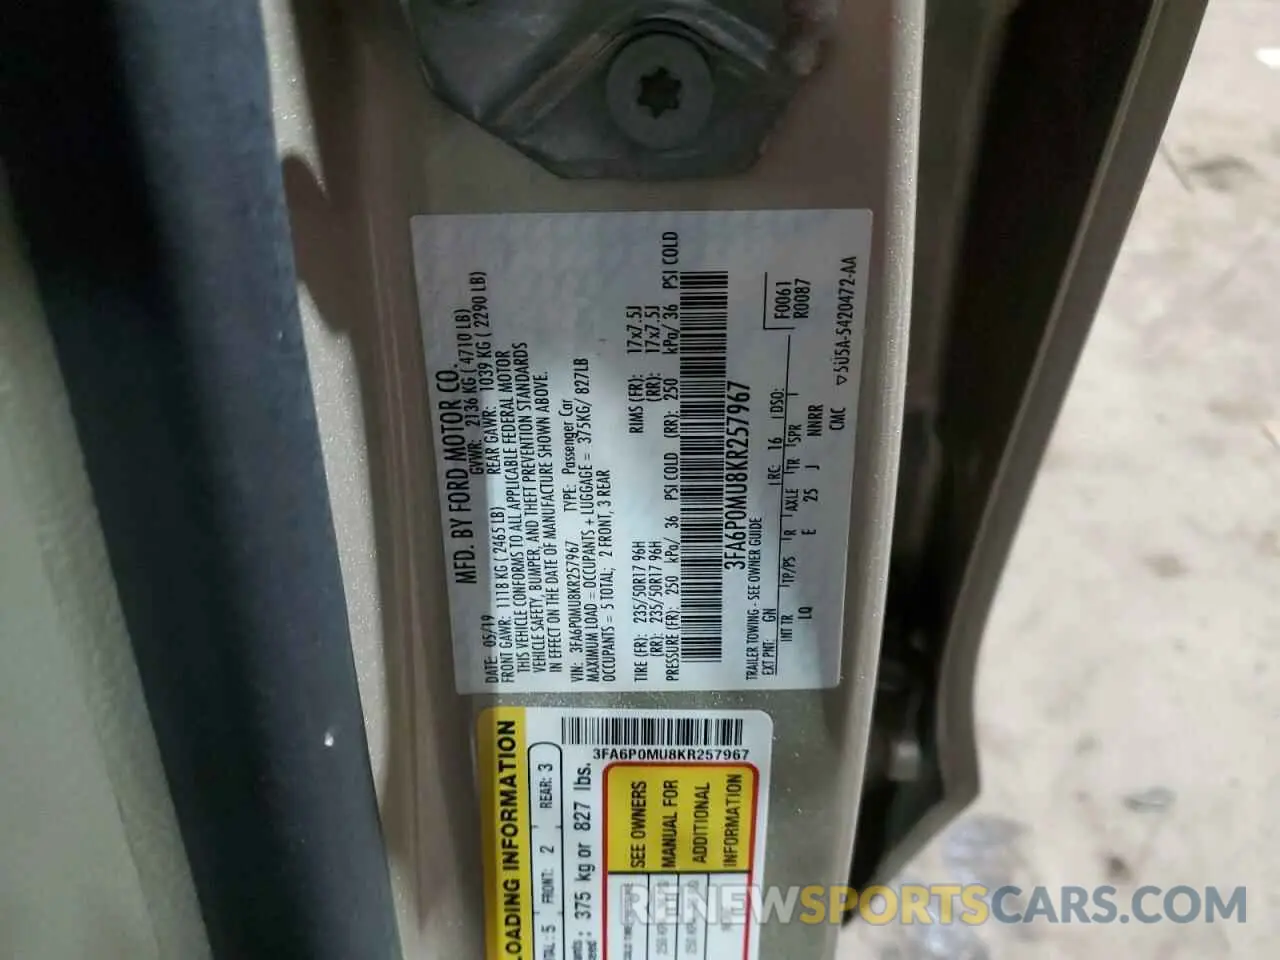 MFD. BY FORD MOTOR CO.
DATE: 05/19 GVWR: 2136 KG ( 4710 LB)
FRONT GAWR: 1118 KG ( 2465 LB) REAR GAWR: 1039 KG ( 2290 LB)
THIS VEHICLE CONFORMS TO ALL APPLICABLE FEDERAL MOTOR
VEHICLE SAFETY, BUMPER, AND THEFT PREVENTION STANDARDS
IN EFFECT ON THE DATE OF MANUFACTURE SHOWN ABOVE.
VIN: 3FA6P0MU8KR257967 TYPE: Passenger Car
MAXIMUM LOAD = OCCUPANTS + LUGGAGE = 375KG/ 827LB
OCCUPANTS = 5 TOTAL; 2 FRONT, 3 REAR
TIRE (FR): 235/50R17 96H RIMS (FR): 17x7.5J
(RR): 235/50R17 96H (RR): 17x7.5J
PRESSURE (FR): 250 kPa/ 36 PSI COLD (RR): 250 kPa/ 36 PSI COLD
3FA6P0MU8KR257967
TRAILER TOWING - SEE OWNER GUIDE
F0061
EXT PNT: GN RC: 16 DSO: R0087
INT TR TP/PS R AXLE TR SPR
LQ E 25 J NNRR
CMC
▽5U5A-5420472-AA
3FA6P0MU8KR257967
LOADING INFORMATION
FRONT: 2 REAR: 3
375 kg or 827 lbs.
SEE OWNERS
MANUAL FOR
ADDITIONAL
INFORMATION
RENEWSPORTSCARS.COM